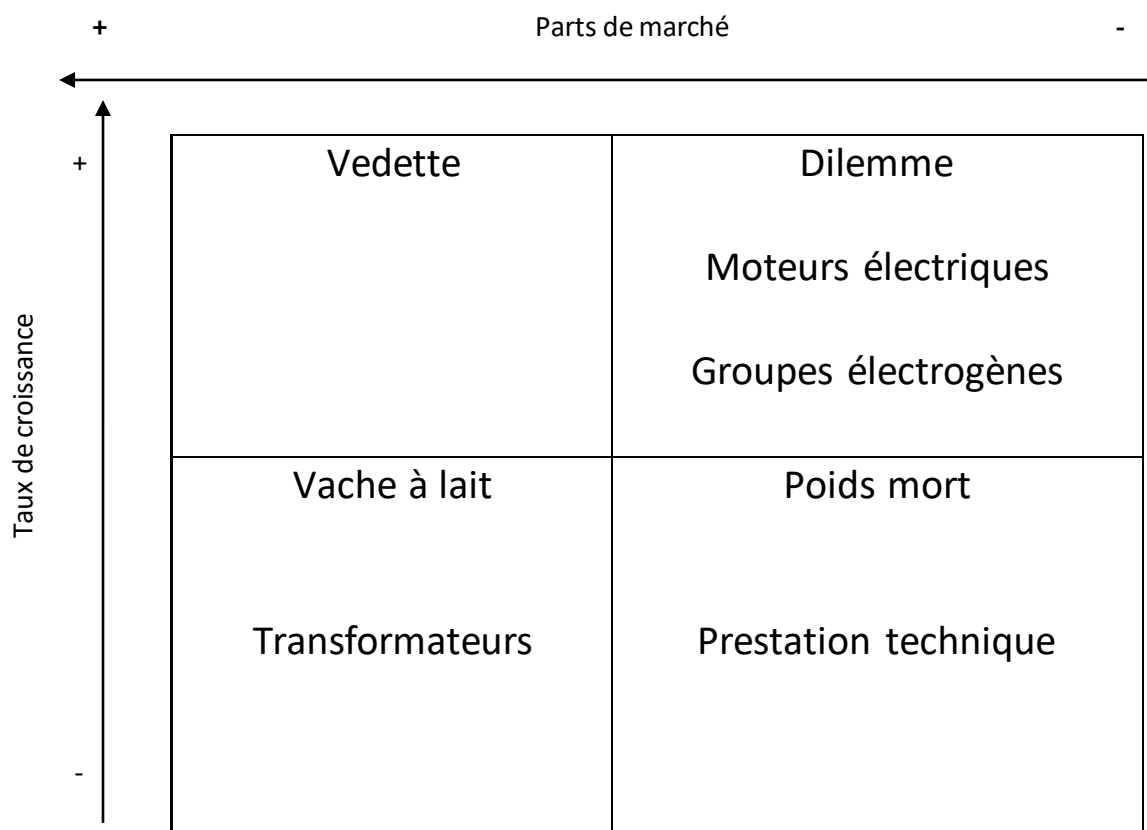 + Parts de marché -
+ Vedette Dilemme
Moteurs électriques
Groupes électrogènes
Taux de croissance
Vache à lait Poids mort
Transformateurs Prestation technique
-